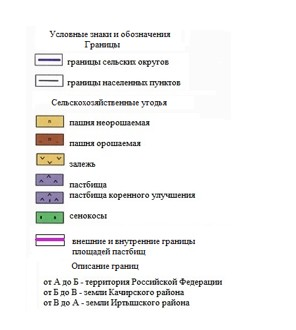 Условные знаки и обозначения
Границы
границы сельских округов
границы населенных пунктов
Сельскохозяйственные угодья
пашня неорошаемая
пашня орошаемая
залежь
пастбища
пастбища коренного улучшения
сенокосы
внешние и внутренние границы
площадей пастбищ
Описание границ
от А до Б - территория Российской Федерации
от Б до В - земли Качирского района
от В до А - земли Иртышского района